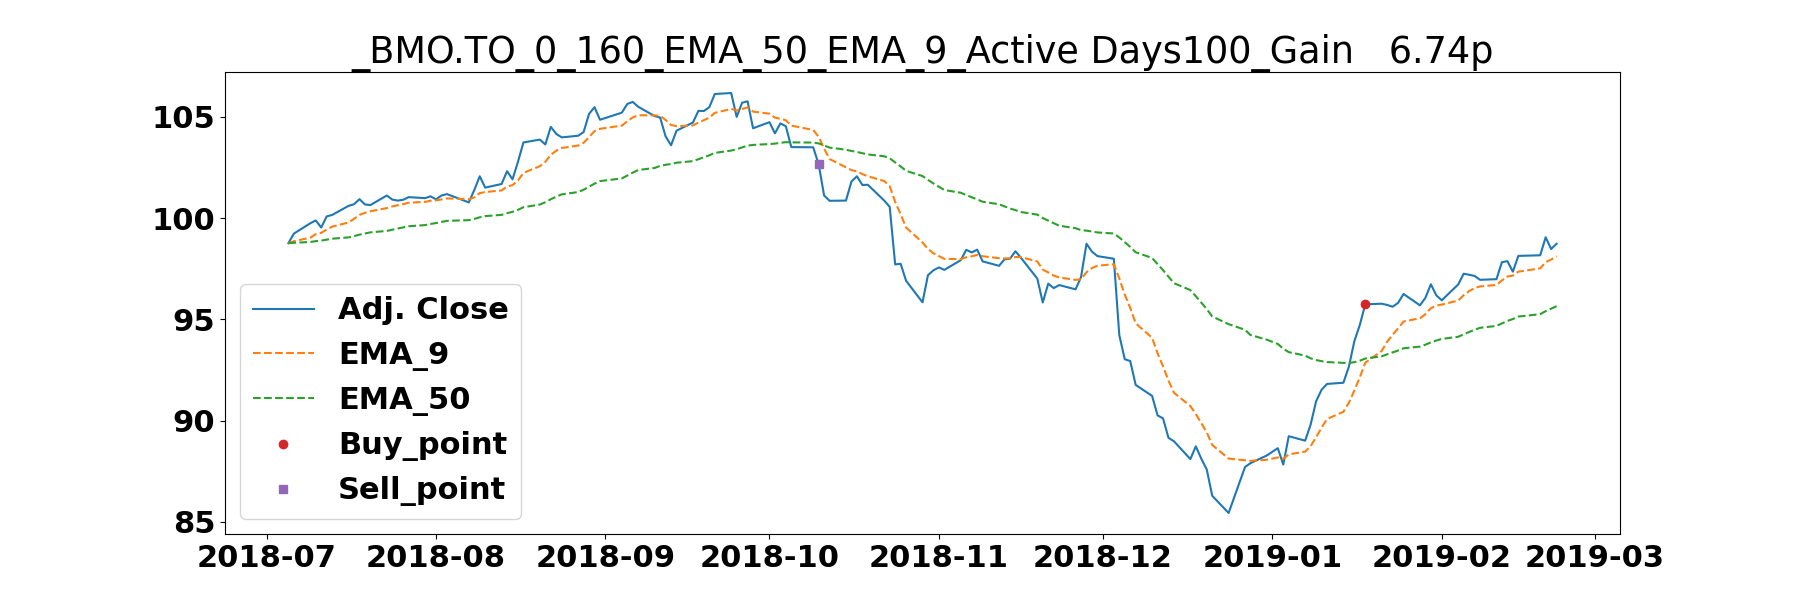 _BMO.TO_0_160_EMA_50_EMA_9_Active Days100_Gain   6.74p
105
100
95
90
85
Adj. Close
EMA_9
EMA_50
Buy_point
Sell_point
2018-07 2018-08 2018-09 2018-10 2018-11 2018-12 2019-01 2019-02 2019-03